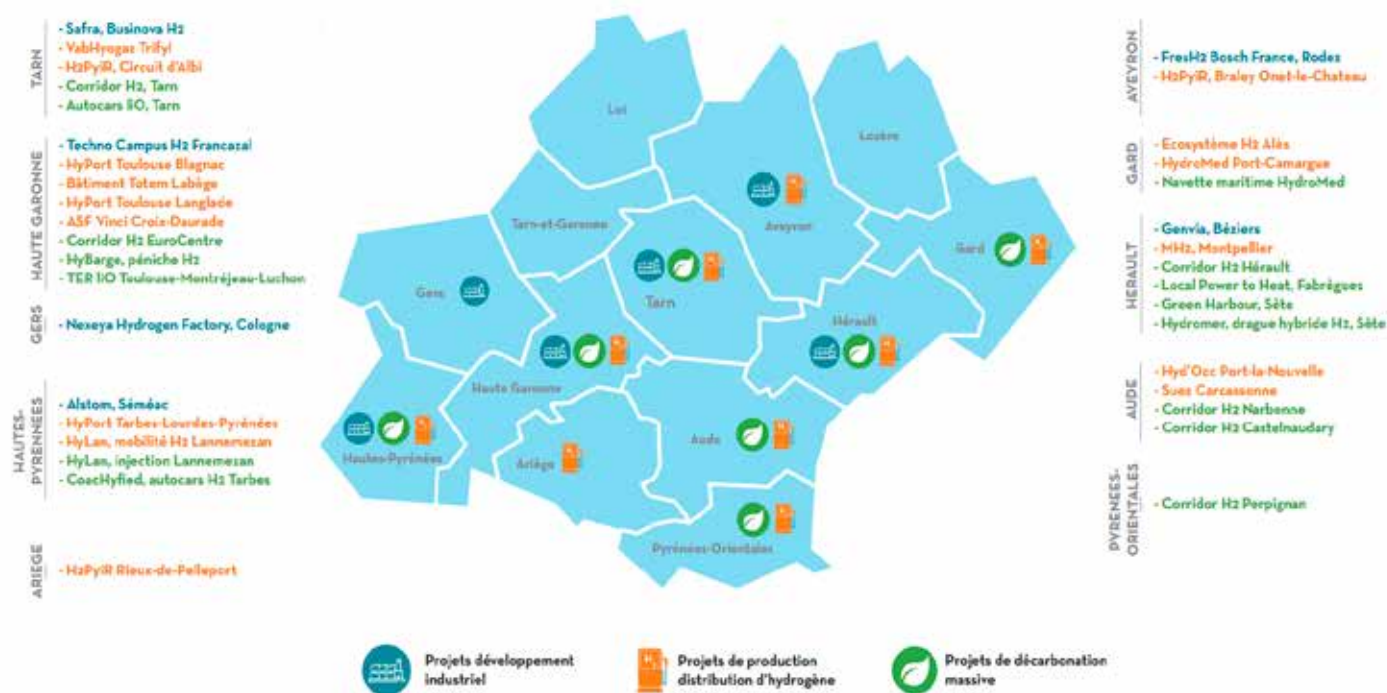 TARN
- Safra, Businova H2
- VabHyogaz Trifyl
- H2PyiR, Circuit d'Albi
- Corridor H2, Tarn
- Autocars liO, Tarn
HAUTE GARONNE
- Techno Campus H2 Francazal
- HyPort Toulouse Blagnac
- Bâtiment Totem Labège
- HyPort Toulouse Langlade
- ASF Vinci Croix-Daurade
- Corridor H2 EuroCentre
- HyBarge, péniche H2
- TER liO Toulouse-Montréjeau-Luchon
GERS
- Nexeya Hydrogen Factory, Cologne
HAUTES-
PYRENNEES
- Alstom, Séméac
- HyPort Tarbes-Lourdes-Pyrénées
- HyLan, mobilité H2 Lannemezan
- HyLan, injection Lannemezan
- CoacHyfied, autocars H2 Tarbes
ARIEGE
- H2PyiR Rieux-de-Pelleport
Lot
Lozère
Aveyron
Tarn-et-Garonne
Gard
Gers
Tarn
Hérault
Haute Garonne
Aude
Hautes-Pyrénées
Ariège
Pyrénées-Orientales
AVEYRON
- FresH2 Bosch France, Rodez
- H2PyiR, Braley Onet-le-Chateau
GARD
- Ecosystème H2 Alès
- HydroMed Port-Camargue
- Navette maritime HydroMed
HERAULT
- Genvia, Béziers
- MH2, Montpellier
- Corridor H2 Hérault
- Local Power to Heat, Fabrègues
- Green Harbour, Sète
- Hydromer, drague hybride H2, Sète
AUDE
- Hyd'Occ Port-la-Nouvelle
- Suez Carcassonne
- Corridor H2 Narbonne
- Corridor H2 Castelnaudary
PYRENEES-
ORIENTALES
- Corridor H2 Perpignan
Projets développement
industriel
Projets de production
distribution d'hydrogène
Projets de décarbonation
massive